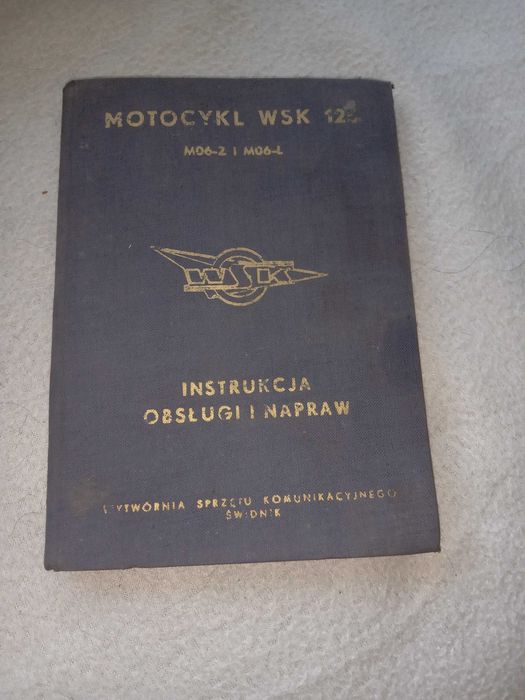 MOTOCYKL WSK 125
M06-Z I M06-L
WSK
INSTRUKCJA
OBSŁUGI I NAPRAW
WYTWÓRNIA SPRZĘTU KOMUNIKACYJNEGO
ŚWIDNIK